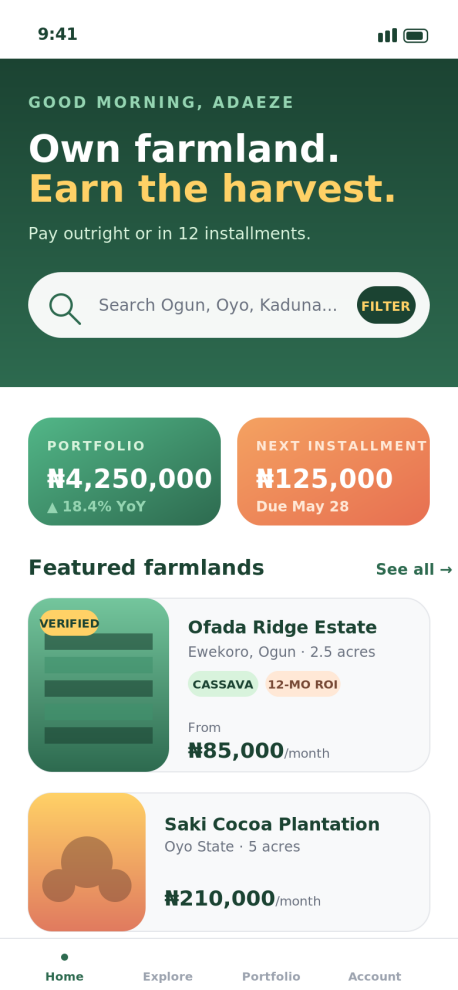 9:41
GOOD MORNING, ADAEZE
Own farmland.
Earn the harvest.
Pay outright or in 12 installments.
Search Ogun, Oyo, Kaduna...
FILTER
PORTFOLIO
₦4,250,000
▲ 18.4% YoY
NEXT INSTALLMENT
₦125,000
Due May 28
Featured farmlands
See all →
VERIFIED
Ofada Ridge Estate
Ewekoro, Ogun · 2.5 acres
CASSAVA
12-MO ROI
From
₦85,000/month
Saki Cocoa Plantation
Oyo State · 5 acres
₦210,000/month
Home
Explore
Portfolio
Account